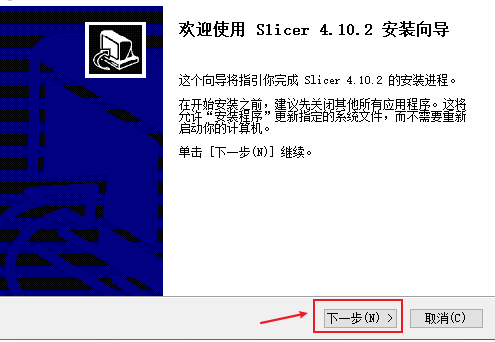 欢迎使用 Slicer 4.10.2 安装向导
这个向导将指引你完成 Slicer 4.10.2 的安装进程。
在开始安装之前，建议先关闭其他所有应用程序。这将
允许“安装程序”更新指定的系统文件，而不需要重新
启动你的计算机。
单击 [下一步(N)] 继续。
下一步(N) >
取消(C)